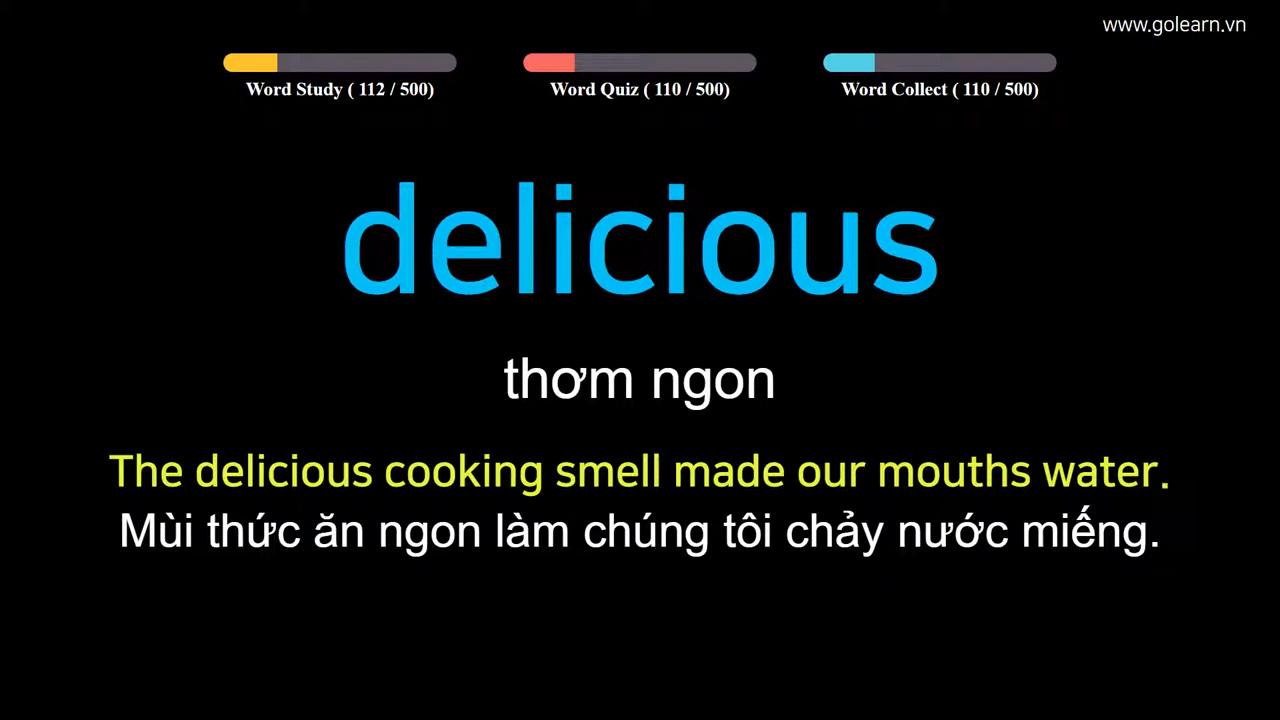 www.golearn.vn
Word Study ( 112 / 500)
Word Quiz ( 110 / 500)
Word Collect ( 110 / 500)
delicious
thơm ngon
The delicious cooking smell made our mouths water.
Mùi thức ăn ngon làm chúng tôi chảy nước miếng.